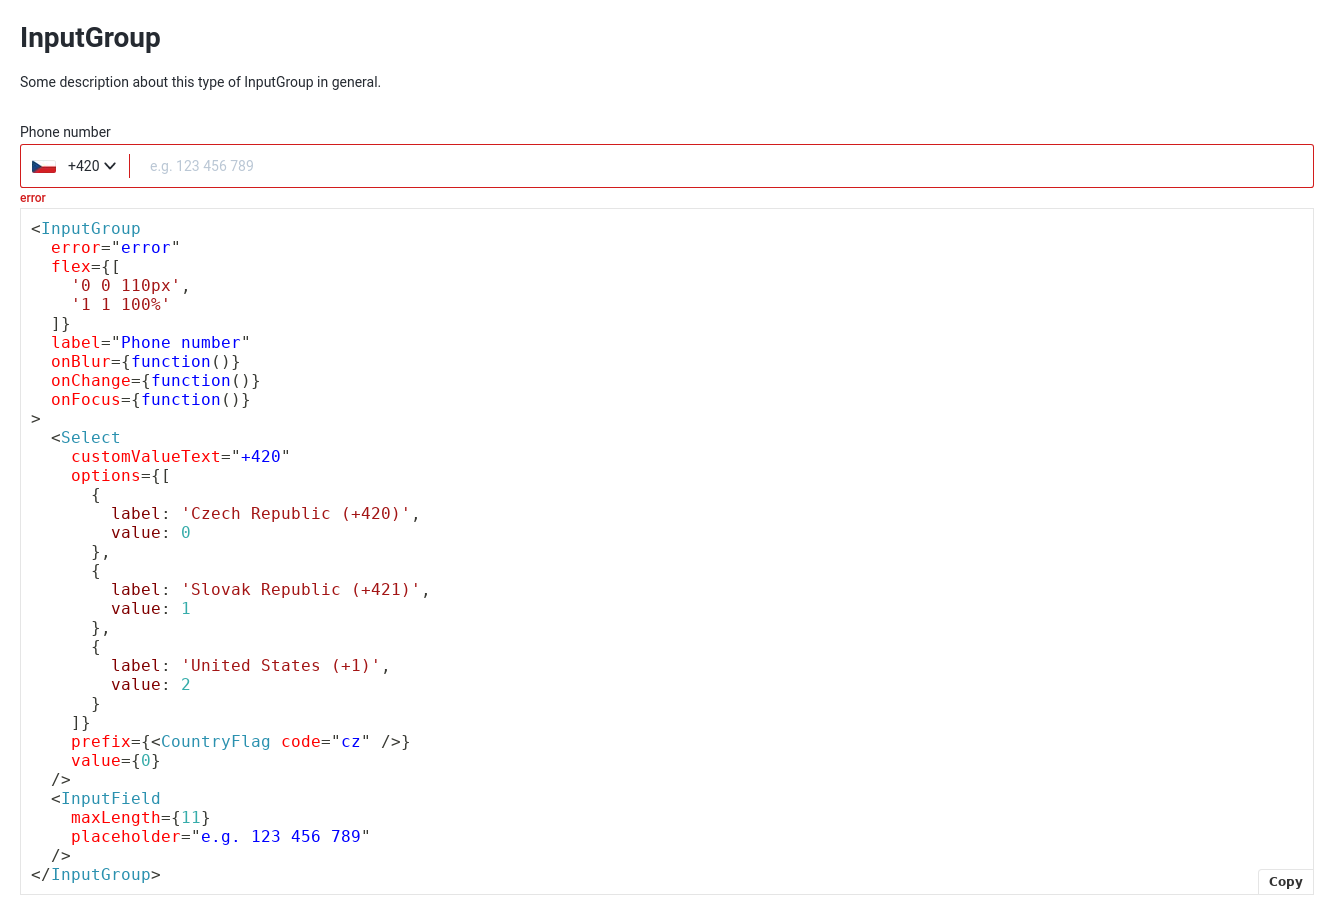 InputGroup
Some description about this type of InputGroup in general.
Phone number
+420 e.g. 123 456 789
error
<InputGroup
  error="error"
  flex={[
    '0 0 110px',
    '1 1 100%'
  ]}
  label="Phone number"
  onBlur={function()}
  onChange={function()}
  onFocus={function()}
>
  <Select
    customValueText="+420"
    options={[
      {
        label: 'Czech Republic (+420)',
        value: 0
      },
      {
        label: 'Slovak Republic (+421)',
        value: 1
      },
      {
        label: 'United States (+1)',
        value: 2
      }
    ]}
    prefix={<CountryFlag code="cz" />}
    value={0}
  />
  <InputField
    maxLength={11}
    placeholder="e.g. 123 456 789"
  />
</InputGroup>
Copy